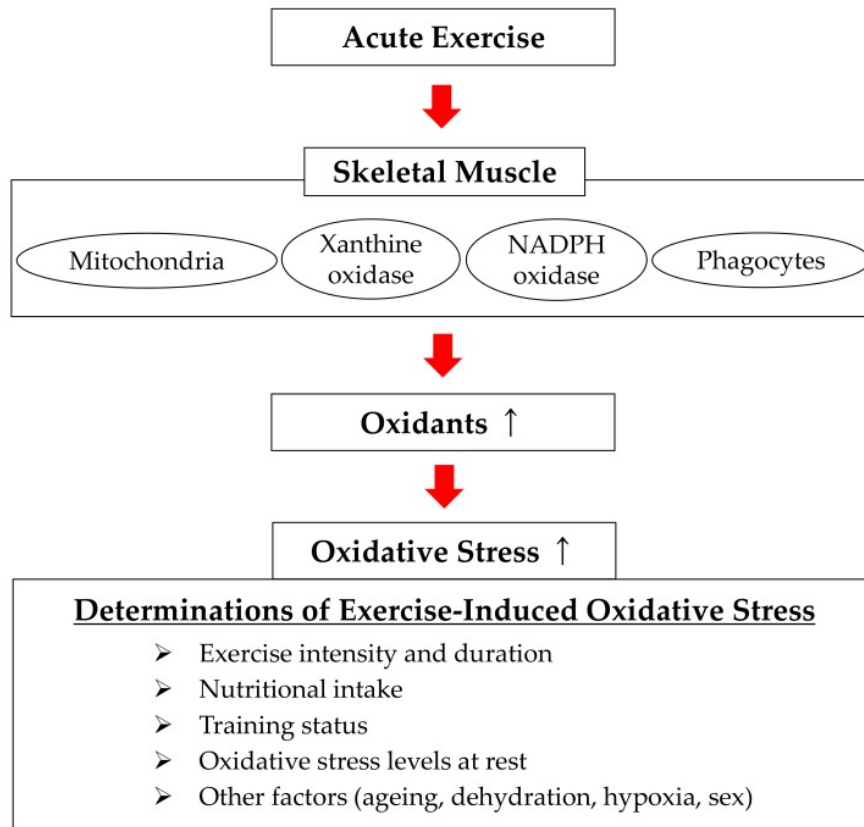 Acute Exercise
Skeletal Muscle
Mitochondria
Xanthine
oxidase
NADPH
oxidase
Phagocytes
Oxidants ↑
Oxidative Stress ↑
Determinations of Exercise-Induced Oxidative Stress
➢ Exercise intensity and duration
➢ Nutritional intake
➢ Training status
➢ Oxidative stress levels at rest
➢ Other factors (ageing, dehydration, hypoxia, sex)